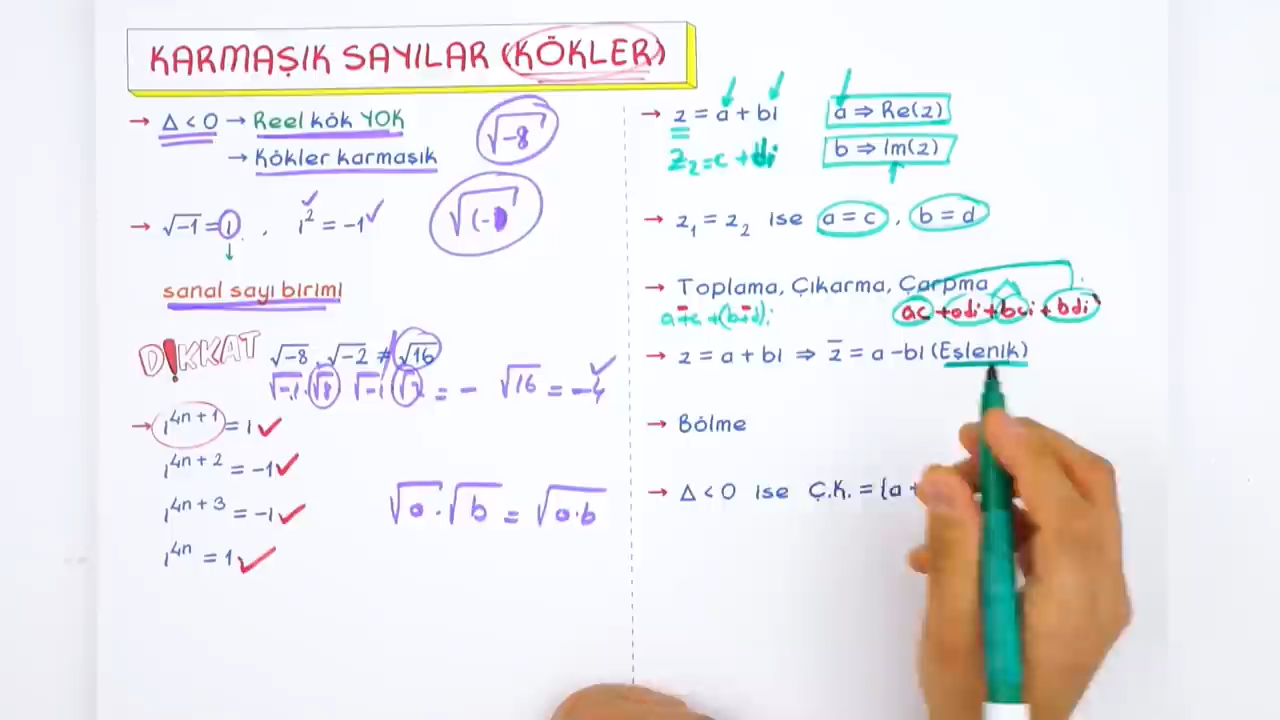 KARMAŞIK SAYILAR (KÖKLER)
→ Δ < 0 → Reel kök YOK
→ Kökler karmaşık
√-8
→ √-1 = i , i² = -1
√(-1)
sanal sayı birimi
DİKKAT √-8 . √-2 ≠ √16
√-1 √8 √-1 √2 = - √16 = -4
→ i^4n+1 = i
i^4n+2 = -1
i^4n+3 = -i
i^4n = 1
√a . √b = √a.b
→ z = a + bi a ⇒ Re(z)
z₂ = c + di b ⇒ Im(z)
→ z₁ = z₂ ise a = c , b = d
→ Toplama, Çıkarma, Çarpma
a∓c + (b∓d)i ac + adi + bci + bdi
→ z = a + bi ⇒ z̄ = a - bi (Eşlenik)
→ Bölme
→ Δ < 0 ise Ç.K. = {a +